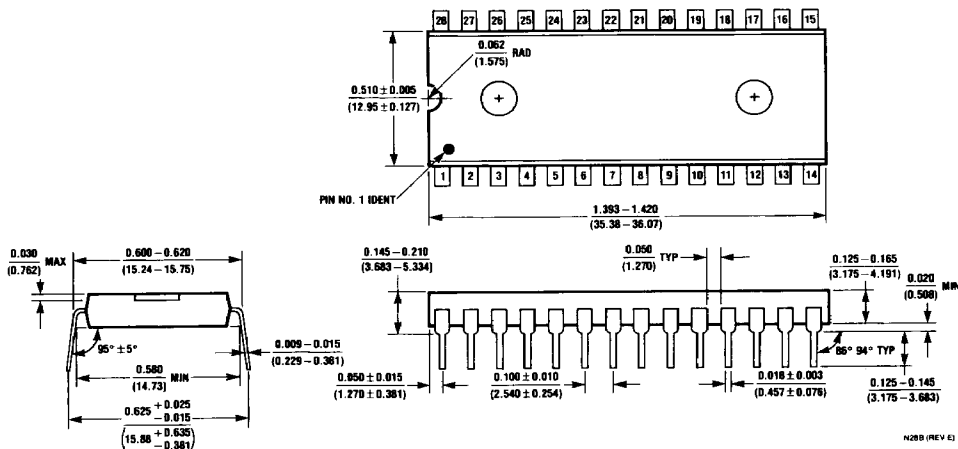 28 27 26 25 24 23 22 21 20 19 18 17 16 15
0.062
(1.575)
RAD
0.510 ± 0.005
(12.95 ± 0.127)
PIN NO. 1 IDENT
1 2 3 4 5 6 7 8 9 10 11 12 13 14
1.393 – 1.420
(35.38 – 36.07)
0.030
(0.762)
MAX
0.600 – 0.620
(15.24 – 15.75)
95° ±5°
0.009 – 0.015
(0.229 – 0.381)
0.580
(14.73)
MIN
0.625 + 0.025
– 0.015
(15.88 + 0.635
– 0.381)
0.145 – 0.210
(3.683 – 5.334)
0.050
(1.270)
TYP
0.125 – 0.165
(3.175 – 4.191)
0.020
(0.508)
MIN
86° 94° TYP
0.050 ± 0.015
(1.270 ± 0.381)
0.100 ± 0.010
(2.540 ± 0.254)
0.018 ± 0.003
(0.457 ± 0.076)
0.125 – 0.145
(3.175 – 3.683)
N28B (REV E)